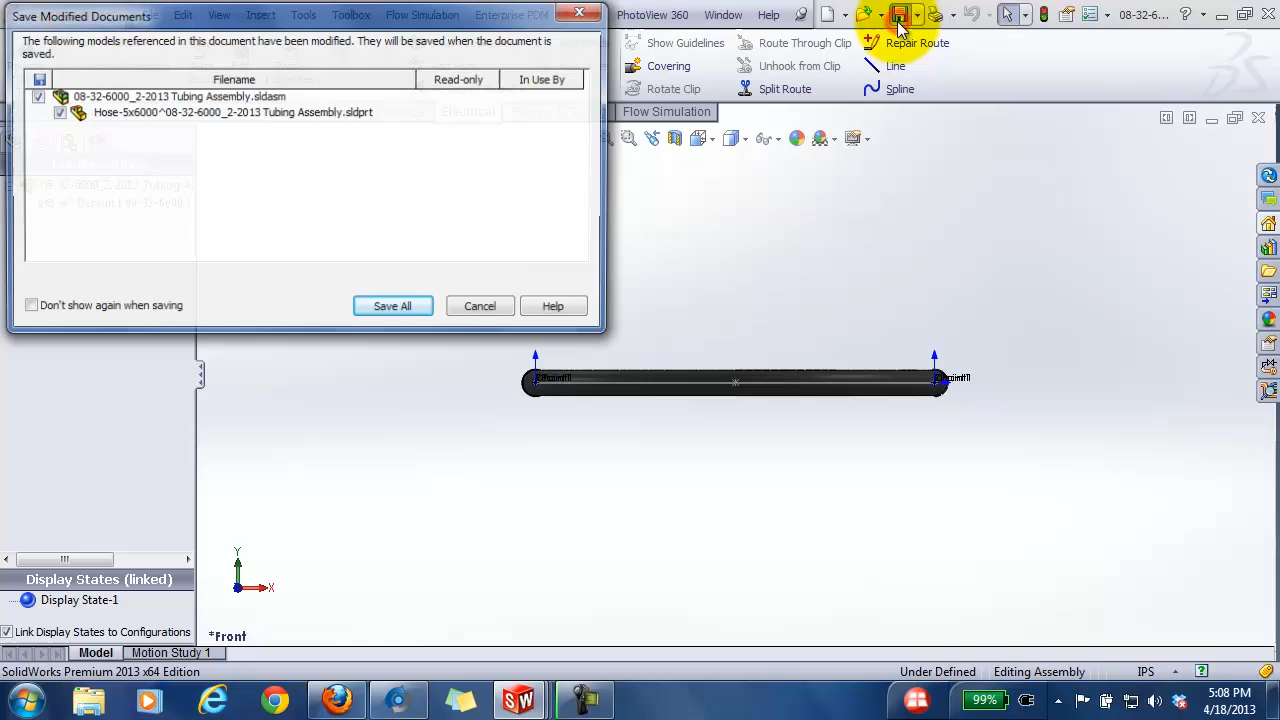 Save Modified Documents
Edit View Insert Tools Toolbox Flow Simulation Enterprise PDM PhotoView 360 Window Help 08-32-6...
The following models referenced in this document have been modified. They will be saved when the document is
saved.
Filename Read-only In Use By
08-32-6000_2-2013 Tubing Assembly.sldasm
Hose-5x6000^08-32-6000_2-2013 Tubing Assembly.sldprt
Don't show again when saving
Save All Cancel Help
Show Guidelines Route Through Clip Repair Route
Covering Unhook from Clip Line
Rotate Clip Split Route Spline
Electrical Flow Simulation
Y
X
*Front
Display States (linked)
Display State-1
Link Display States to Configurations
Model Motion Study 1
SolidWorks Premium 2013 x64 Edition Under Defined Editing Assembly IPS
99% 5:08 PM
4/18/2013